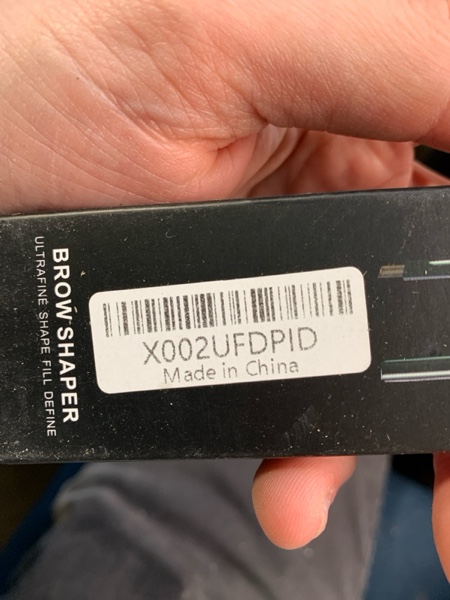 BROW SHAPER
ULTRAFINE SHAPE FILL DEFINE
X002UFDPID
Made in China